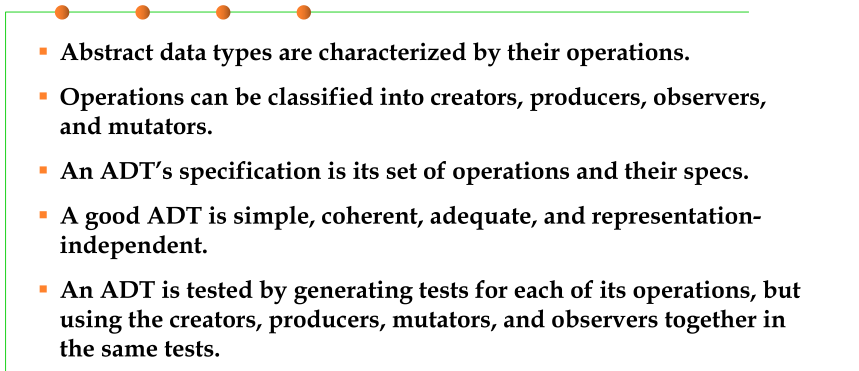 Abstract data types are characterized by their operations.
Operations can be classified into creators, producers, observers,
and mutators.
An ADT’s specification is its set of operations and their specs.
A good ADT is simple, coherent, adequate, and representation-
independent.
An ADT is tested by generating tests for each of its operations, but
using the creators, producers, mutators, and observers together in
the same tests.